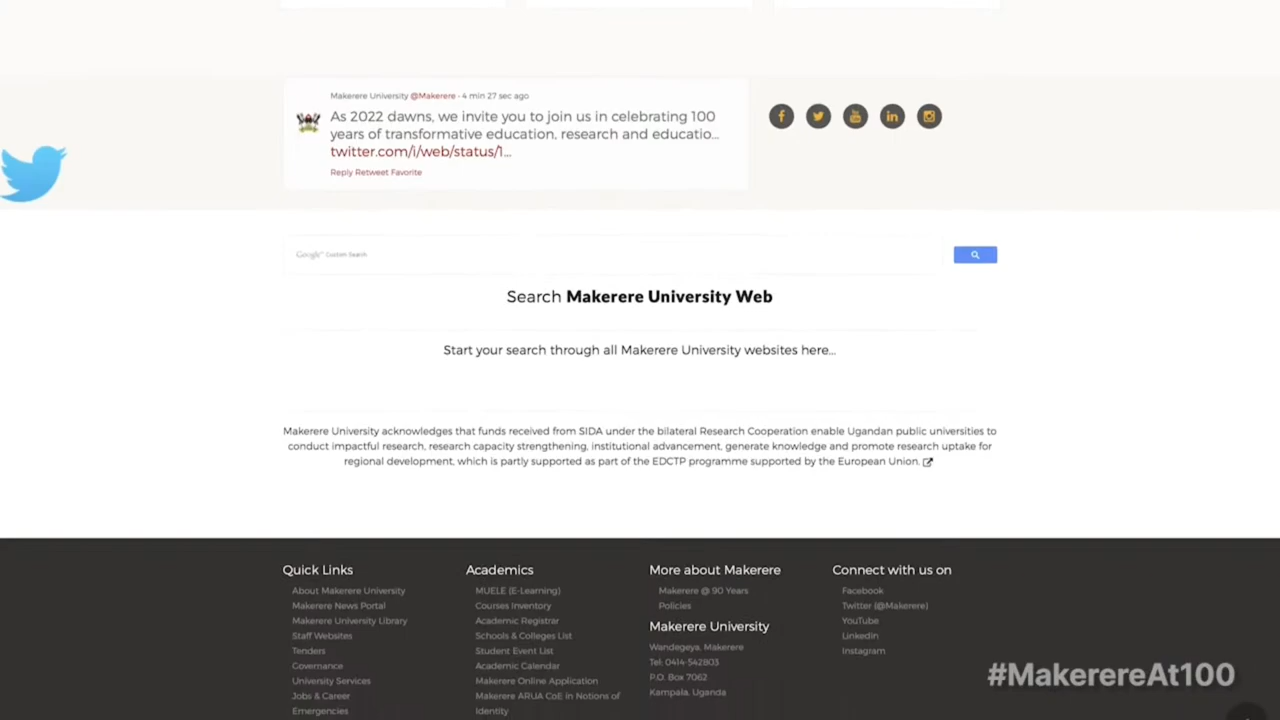 Makerere University @Makerere - 4 min 27 sec ago
As 2022 dawns, we invite you to join us in celebrating 100
years of transformative education, research and educatio...
twitter.com/i/web/status/1...
Reply Retweet Favorite
Google™ Custom Search
Search Makerere University Web
Start your search through all Makerere University websites here...
Makerere University acknowledges that funds received from SIDA under the bilateral Research Cooperation enable Ugandan public universities to
conduct impactful research, research capacity strengthening, institutional advancement, generate knowledge and promote research uptake for
regional development, which is partly supported as part of the EDCTP programme supported by the European Union.
Quick Links
About Makerere University
Makerere News Portal
Makerere University Library
Staff Websites
Tenders
Governance
University Services
Jobs & Career
Emergencies
Academics
MUELE (E-Learning)
Courses Inventory
Academic Registrar
Schools & Colleges List
Student Event List
Academic Calendar
Makerere Online Application
Makerere ARUA CoE in Notions of
Identity
More about Makerere
Makerere @ 90 Years
Policies
Makerere University
Wandegeya, Makerere
Tel: 0414-542803
P.O. Box 7062
Kampala, Uganda
Connect with us on
Facebook
Twitter (@Makerere)
YouTube
LinkedIn
Instagram
#MakerereAt100